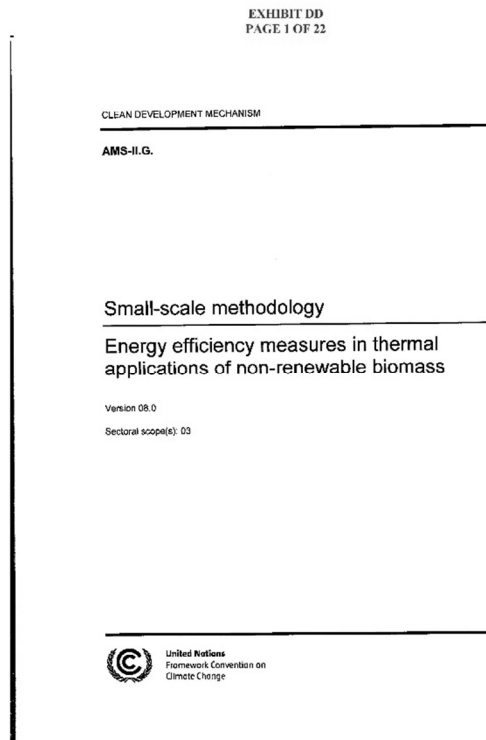 EXHIBIT DD
PAGE 1 OF 22
CLEAN DEVELOPMENT MECHANISM
AMS-II.G.
Small-scale methodology
Energy efficiency measures in thermal
applications of non-renewable biomass
Version 08.0
Sectoral scope(s): 03
United Nations
Framework Convention on
Climate Change